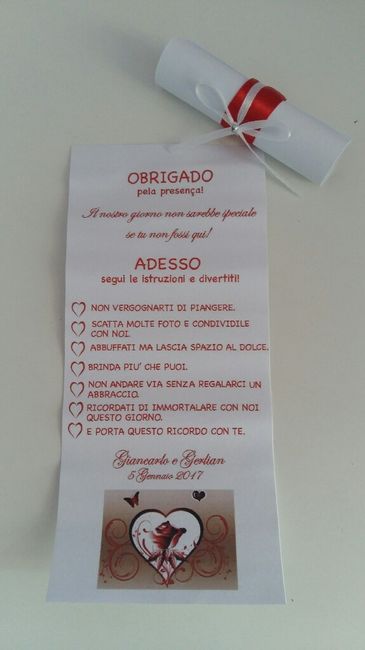 OBRIGADO
pela presença!
Il nostro giorno non sarebbe speciale
se tu non fossi qui!
ADESSO
segui le istruzioni e divertiti!
NON VERGOGNARTI DI PIANGERE.
SCATTA MOLTE FOTO E CONDIVIDILE
CON NOI.
ABBUFFATI MA LASCIA SPAZIO AL DOLCE.
BRINDA PIU' CHE PUOI.
NON ANDARE VIA SENZA REGALARCI UN
ABBRACCIO.
RICORDATI DI IMMORTALARE CON NOI
QUESTO GIORNO.
E PORTA QUESTO RICORDO CON TE.
Giancarlo e Gerlian
5 Gennaio 2017